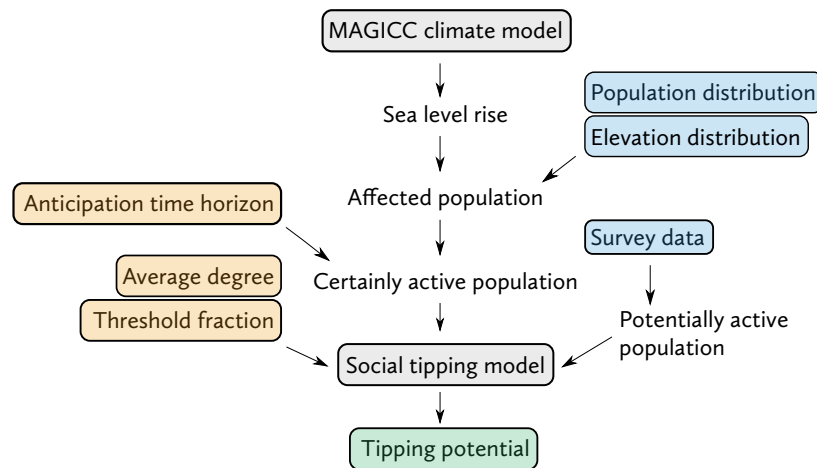 MAGICC climate model
Population distribution
Sea level rise
Elevation distribution
Affected population
Anticipation time horizon
Survey data
Average degree
Certainly active population
Threshold fraction
Potentially active
population
Social tipping model
Tipping potential